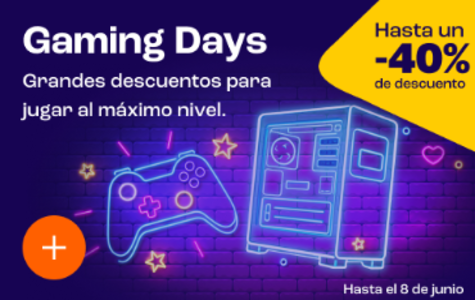 Gaming Days
Grandes descuentos para
jugar al máximo nivel.
Hasta un
-40%
de descuento
+
Hasta el 8 de junio